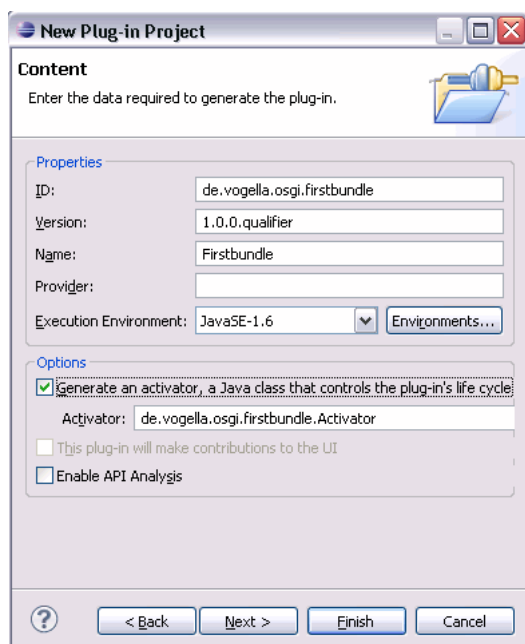 New Plug-in Project
Content
Enter the data required to generate the plug-in.
Properties
ID: de.vogella.osgi.firstbundle
Version: 1.0.0.qualifier
Name: Firstbundle
Provider:
Execution Environment: JavaSE-1.6 Environments...
Options
Generate an activator, a Java class that controls the plug-in's life cycle
Activator: de.vogella.osgi.firstbundle.Activator
This plug-in will make contributions to the UI
Enable API Analysis
? < Back Next > Finish Cancel